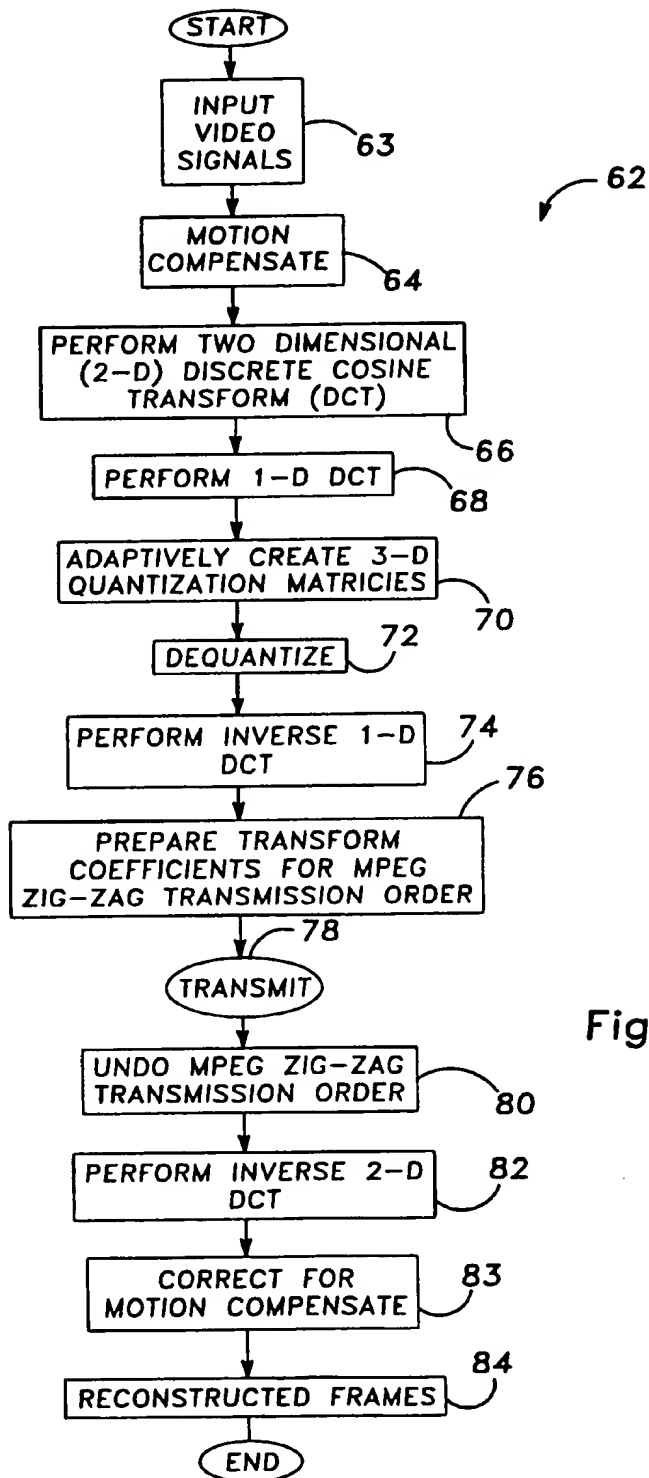 START
INPUT
VIDEO
SIGNALS
63
62
MOTION
COMPENSATE
64
PERFORM TWO DIMENSIONAL
(2-D) DISCRETE COSINE
TRANSFORM (DCT)
66
PERFORM 1-D DCT
68
ADAPTIVELY CREATE 3-D
QUANTIZATION MATRICIES
70
72
DEQUANTIZE
PERFORM INVERSE 1-D
DCT
74
76
PREPARE TRANSFORM
COEFFICIENTS FOR MPEG
ZIG-ZAG TRANSMISSION ORDER
78
TRANSMIT
Fig
UNDO MPEG ZIG-ZAG
TRANSMISSION ORDER
80
PERFORM INVERSE 2-D
DCT
82
CORRECT FOR
MOTION COMPENSATE
83
84
RECONSTRUCTED FRAMES
END